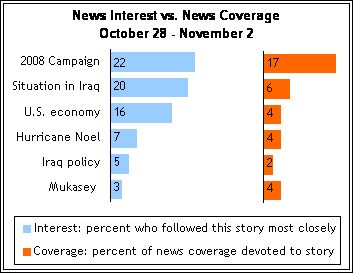 News Interest vs. News Coverage
October 28 - November 2
2008 Campaign 22 17
Situation in Iraq 20 6
U.S. economy 16 4
Hurricane Noel 7 4
Iraq policy 5 2
Mukasey 3 4
Interest: percent who followed this story most closely
Coverage: percent of news coverage devoted to story